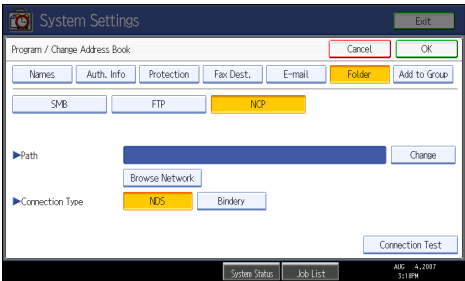 System Settings Exit
Program / Change Address Book Cancel OK
Names Auth. Info Protection Fax Dest. E-mail Folder Add to Group
SMB FTP NCP
▶Path Change
Browse Network
▶Connection Type NDS Bindery
Connection Test
System Status Job List AUG 4,2007
3:18PM